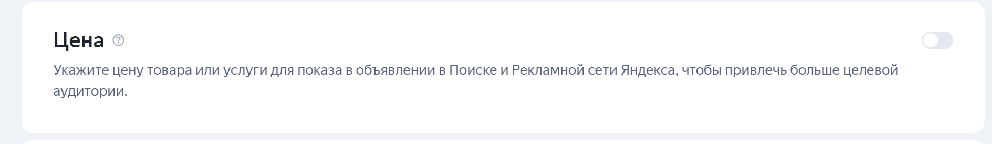 Цена
Укажите цену товара или услуги для показа в объявлении в Поиске и Рекламной сети Яндекса, чтобы привлечь больше целевой
аудитории.